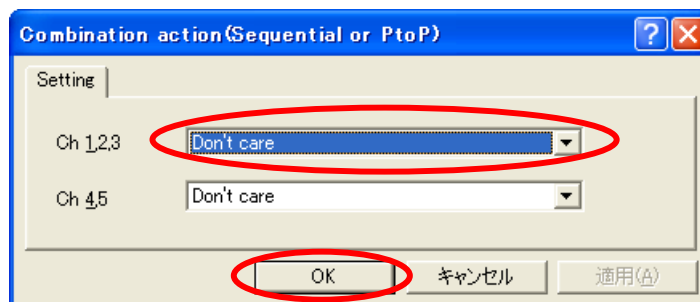 Combination action(Sequential or PtoP)
Setting
Ch 1,2,3 Don't care
Ch 4,5 Don't care
OK キャンセル 適用(A)